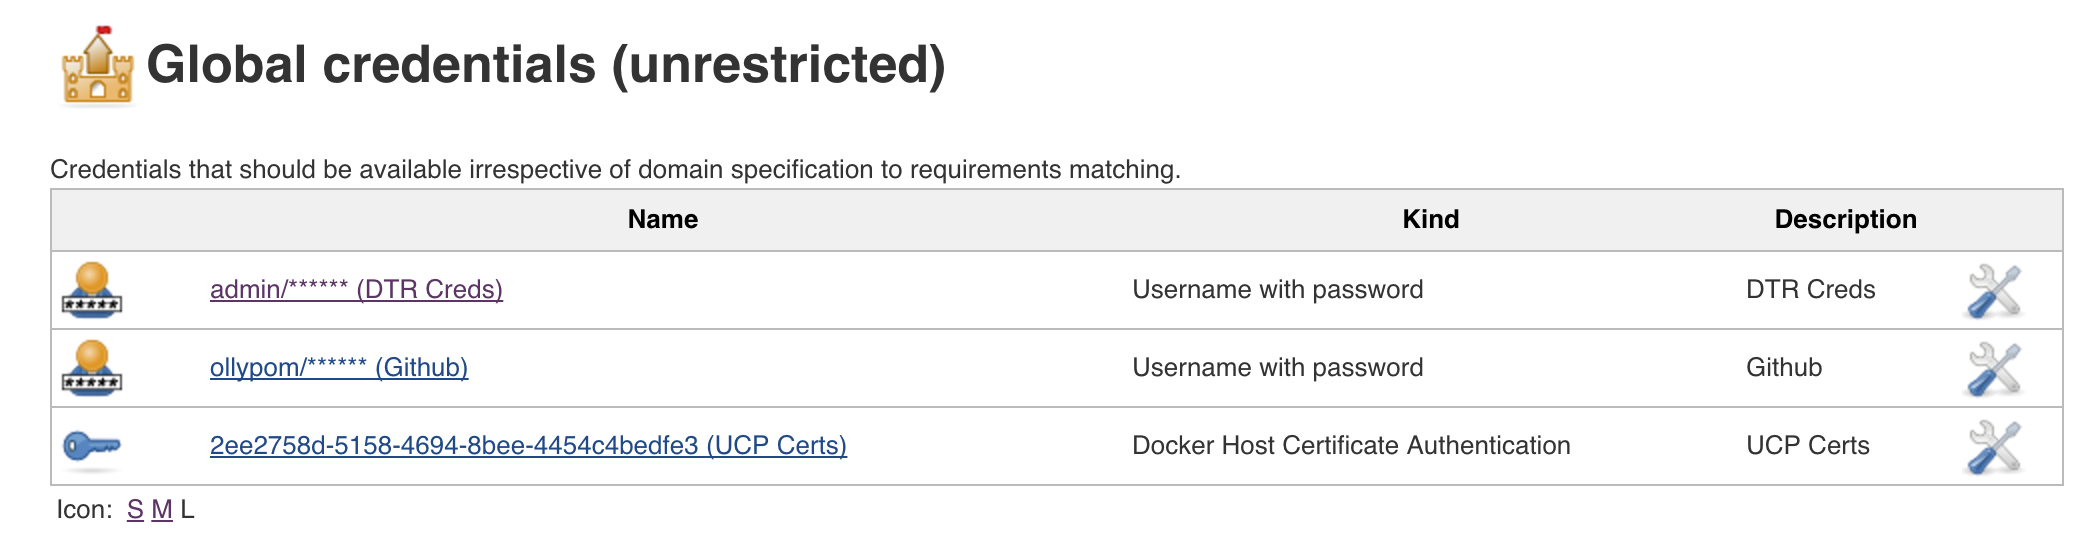 Global credentials (unrestricted)
Credentials that should be available irrespective of domain specification to requirements matching.
Name Kind Description
***** admin/****** (DTR Creds) Username with password DTR Creds
***** ollypom/****** (Github) Username with password Github
2ee2758d-5158-4694-8bee-4454c4bedfe3 (UCP Certs) Docker Host Certificate Authentication UCP Certs
Icon: S M L